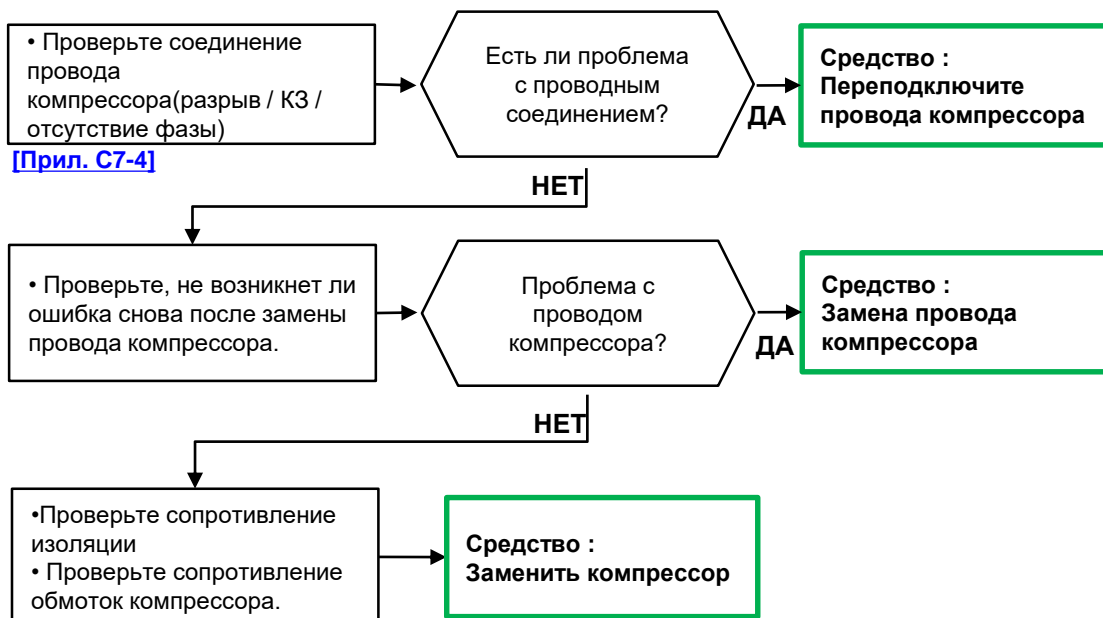 • Проверьте соединение
провода
компрессора(разрыв / КЗ /
отсутствие фазы)
[Прил. С7-4]
Есть ли проблема
с проводным
соединением?
ДА
Средство :
Переподключите
провода компрессора
НЕТ
• Проверьте, не возникнет ли
ошибка снова после замены
провода компрессора.
Проблема с
проводом
компрессора?
ДА
Средство :
Замена провода
компрессора
НЕТ
•Проверьте сопротивление
изоляции
• Проверьте сопротивление
обмоток компрессора.
Средство :
Заменить компрессор